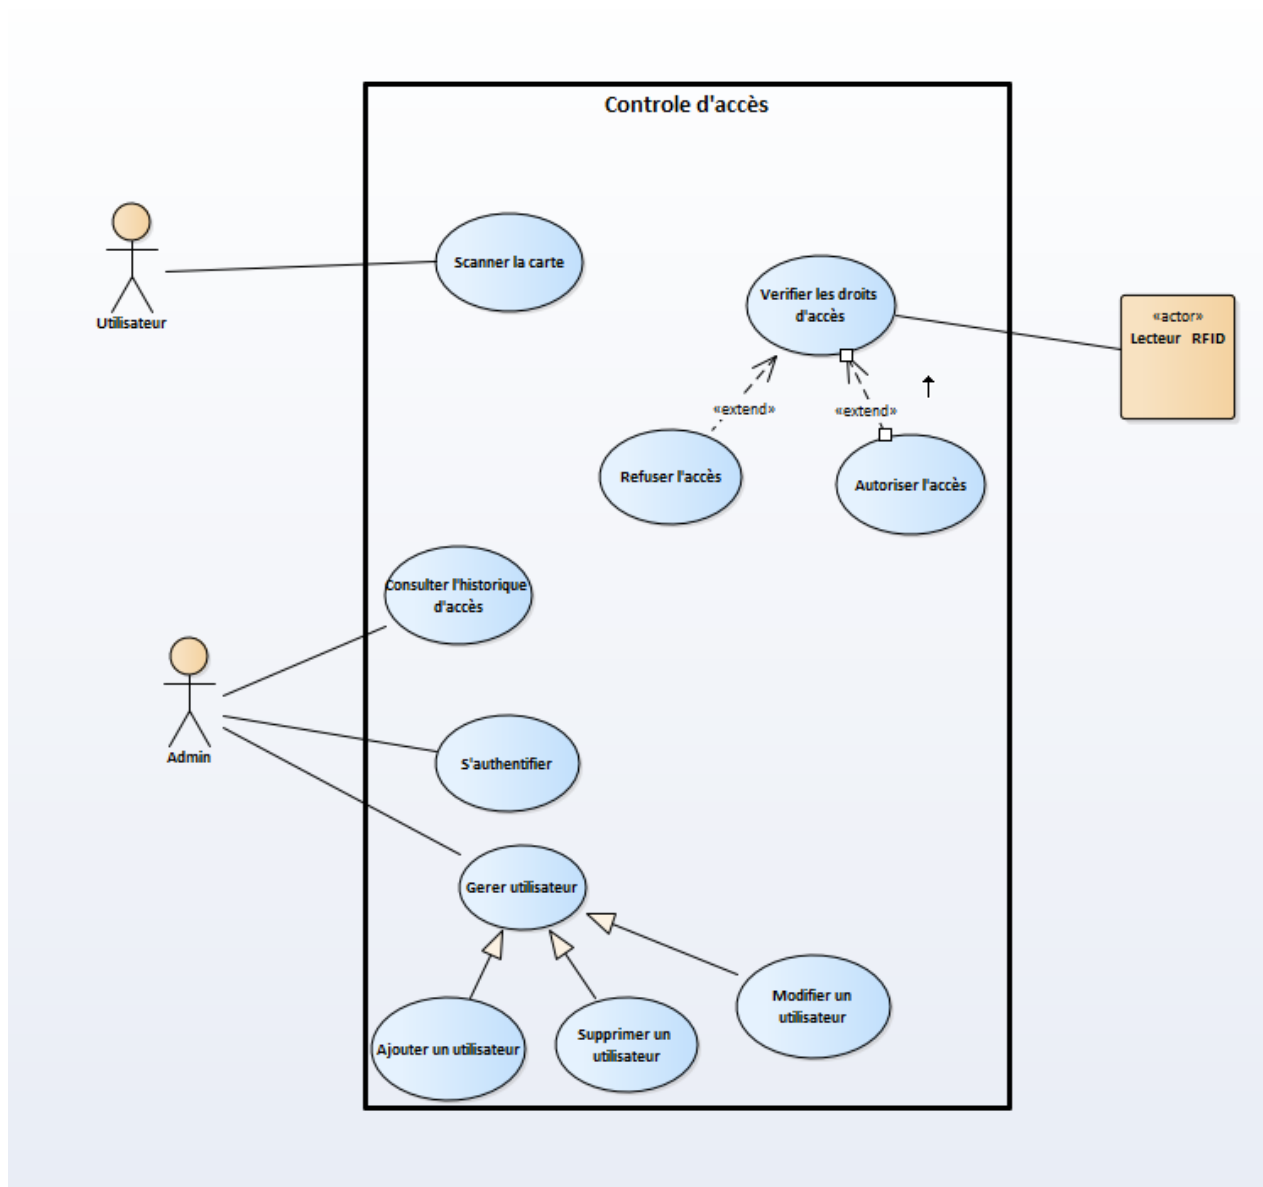 Controle d'accès
Scanner la carte
Utilisateur
Verifier les droits
d'accès
«actor»
Lecteur RFID
«extend»
«extend»
Refuser l'accès
Autoriser l'accès
Consulter l'historique
d'accès
Admin
S'authentifier
Gerer utilisateur
Ajouter un utilisateur
Supprimer un
utilisateur
Modifier un
utilisateur